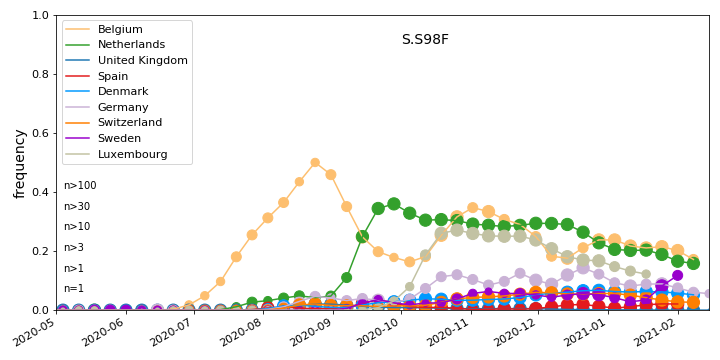 S.S98F
frequency
1.0
0.8
0.6
0.4
0.2
0.0
Belgium
Netherlands
United Kingdom
Spain
Denmark
Germany
Switzerland
Sweden
Luxembourg
n>100
n>30
n>10
n>3
n>1
n=1
2020-05
2020-06
2020-07
2020-08
2020-09
2020-10
2020-11
2020-12
2021-01
2021-02